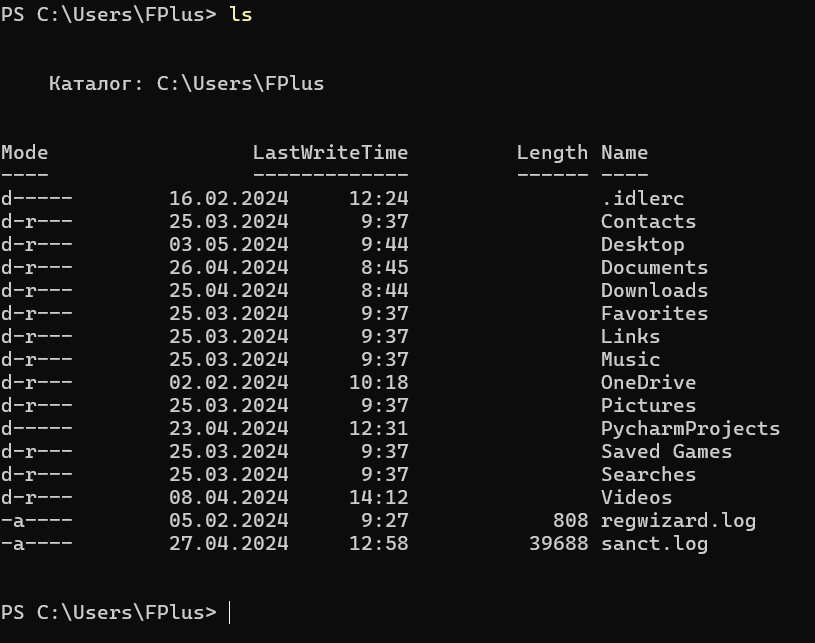 PS C:\Users\FPlus> ls
Каталог: C:\Users\FPlus
Mode LastWriteTime Length Name
---- ------------- ------ ----
d----- 16.02.2024 12:24 .idlerc
d-r--- 25.03.2024 9:37 Contacts
d-r--- 03.05.2024 9:44 Desktop
d-r--- 26.04.2024 8:45 Documents
d-r--- 25.04.2024 8:44 Downloads
d-r--- 25.03.2024 9:37 Favorites
d-r--- 25.03.2024 9:37 Links
d-r--- 25.03.2024 9:37 Music
d-r--- 02.02.2024 10:18 OneDrive
d-r--- 25.03.2024 9:37 Pictures
d----- 23.04.2024 12:31 PycharmProjects
d-r--- 25.03.2024 9:37 Saved Games
d-r--- 25.03.2024 9:37 Searches
d-r--- 08.04.2024 14:12 Videos
-a---- 05.02.2024 9:27 808 regwizard.log
-a---- 27.04.2024 12:58 39688 sanct.log
PS C:\Users\FPlus>